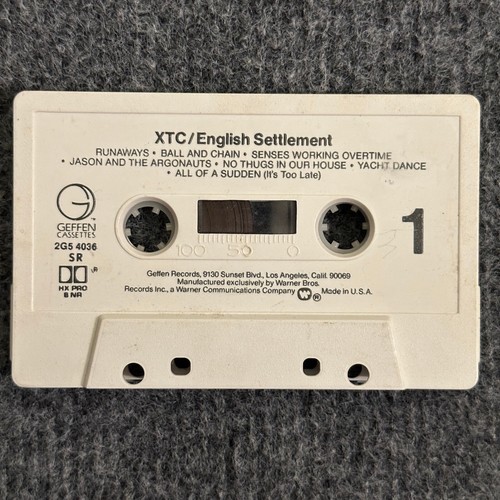 XTC/English Settlement
RUNAWAYS • BALL AND CHAIN • SENSES WORKING OVERTIME
• JASON AND THE ARGONAUTS • NO THUGS IN OUR HOUSE • YACHT DANCE
• ALL OF A SUDDEN (It's Too Late)
GEFFEN
CASSETTES
™
2G5 4036
SR
HX PRO
B NR
100 50 0
1
Geffen Records, 9130 Sunset Blvd., Los Angeles, Calif. 90069
Manufactured exclusively by Warner Bros.
Records Inc., a Warner Communications Company ® Made in U.S.A.